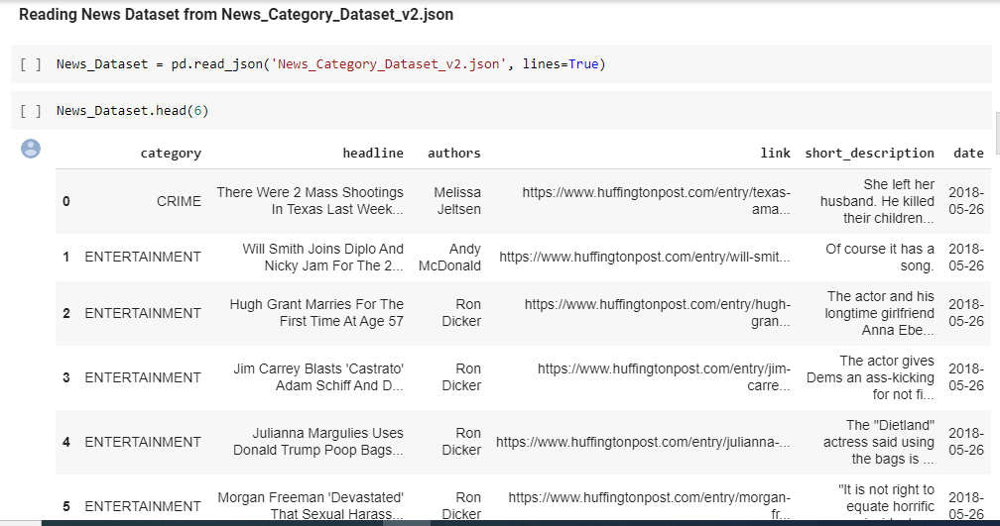 Reading News Dataset from News_Category_Dataset_v2.json
[ ] News_Dataset = pd.read_json('News_Category_Dataset_v2.json', lines=True)
[ ] News_Dataset.head(6)
category headline authors link short_description date
0 CRIME There Were 2 Mass Shootings In Texas Last Week... Melissa Jeltsen https://www.huffingtonpost.com/entry/texas-ama... She left her husband. He killed their children... 2018-05-26
1 ENTERTAINMENT Will Smith Joins Diplo And Nicky Jam For The 2... Andy McDonald https://www.huffingtonpost.com/entry/will-smit... Of course it has a song. 2018-05-26
2 ENTERTAINMENT Hugh Grant Marries For The First Time At Age 57 Ron Dicker https://www.huffingtonpost.com/entry/hugh-gran... The actor and his longtime girlfriend Anna Ebe... 2018-05-26
3 ENTERTAINMENT Jim Carrey Blasts 'Castrato' Adam Schiff And D... Ron Dicker https://www.huffingtonpost.com/entry/jim-carre... The actor gives Dems an ass-kicking for not fi... 2018-05-26
4 ENTERTAINMENT Julianna Margulies Uses Donald Trump Poop Bags... Ron Dicker https://www.huffingtonpost.com/entry/julianna-... The "Dietland" actress said using the bags is ... 2018-05-26
5 ENTERTAINMENT Morgan Freeman 'Devastated' That Sexual Harass... Ron Dicker https://www.huffingtonpost.com/entry/morgan-fr... "It is not right to equate horrific 2018-05-26